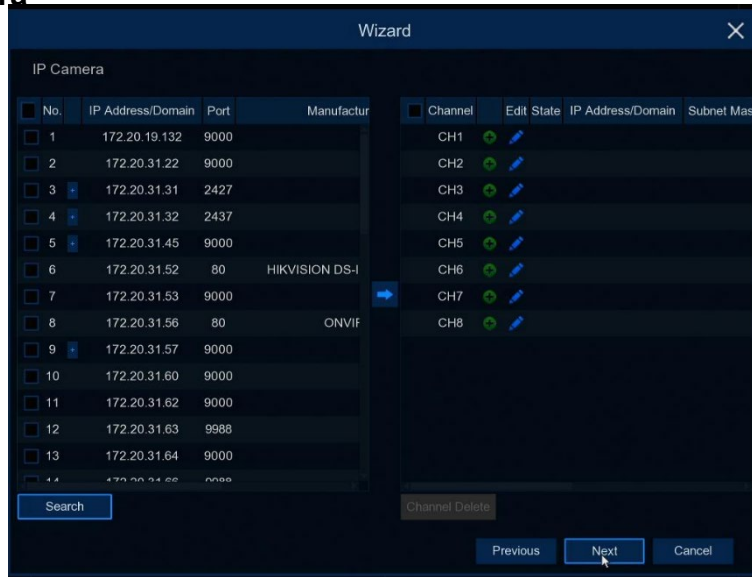 Wizard
IP Camera
No. IP Address/Domain Port Manufactur
1 172.20.19.132 9000
2 172.20.31.22 9000
3 + 172.20.31.31 2427
4 + 172.20.31.32 2437
5 + 172.20.31.45 9000
6 172.20.31.52 80 HIKVISION DS-I
7 172.20.31.53 9000
8 172.20.31.56 80 ONVIF
9 + 172.20.31.57 9000
10 172.20.31.60 9000
11 172.20.31.62 9000
12 172.20.31.63 9988
13 172.20.31.64 9000
14 172.20.31.66
Search
Channel Edit State IP Address/Domain Subnet Mas
CH1
CH2
CH3
CH4
CH5
CH6
CH7
CH8
Channel Delete
Previous Next Cancel